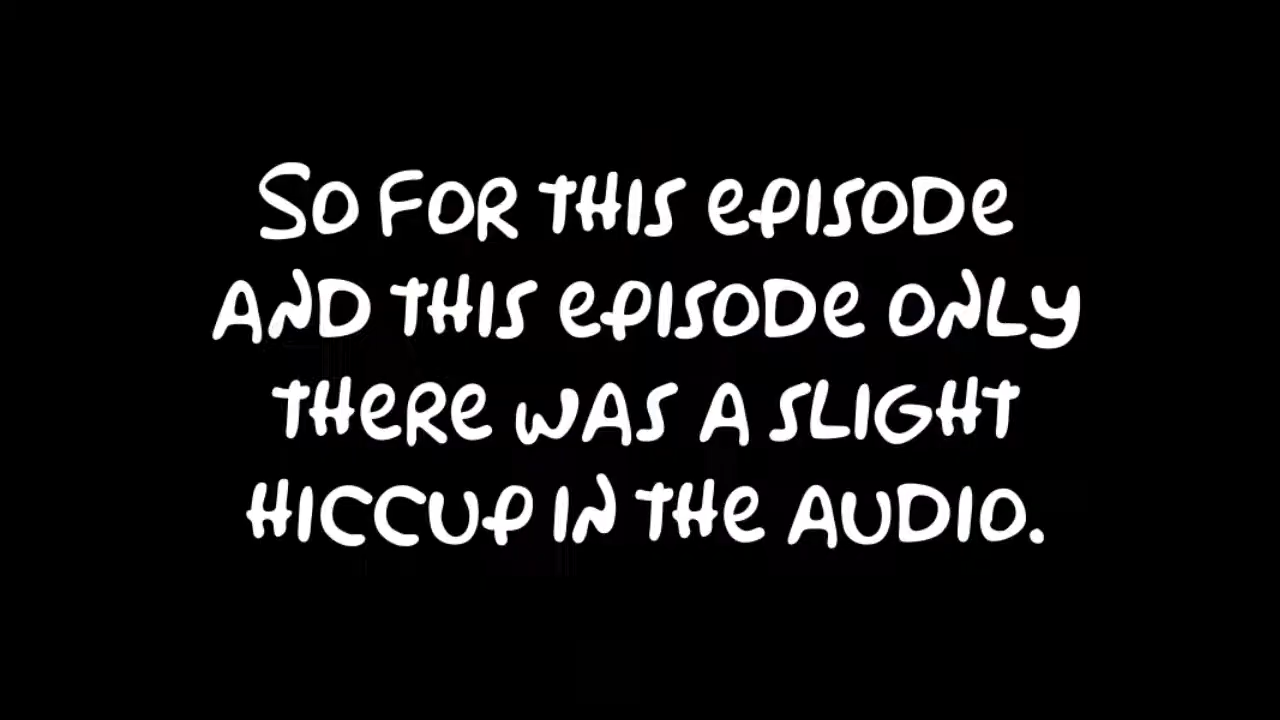 So for this episode
and this episode only
there was a slight
hiccup in the audio.